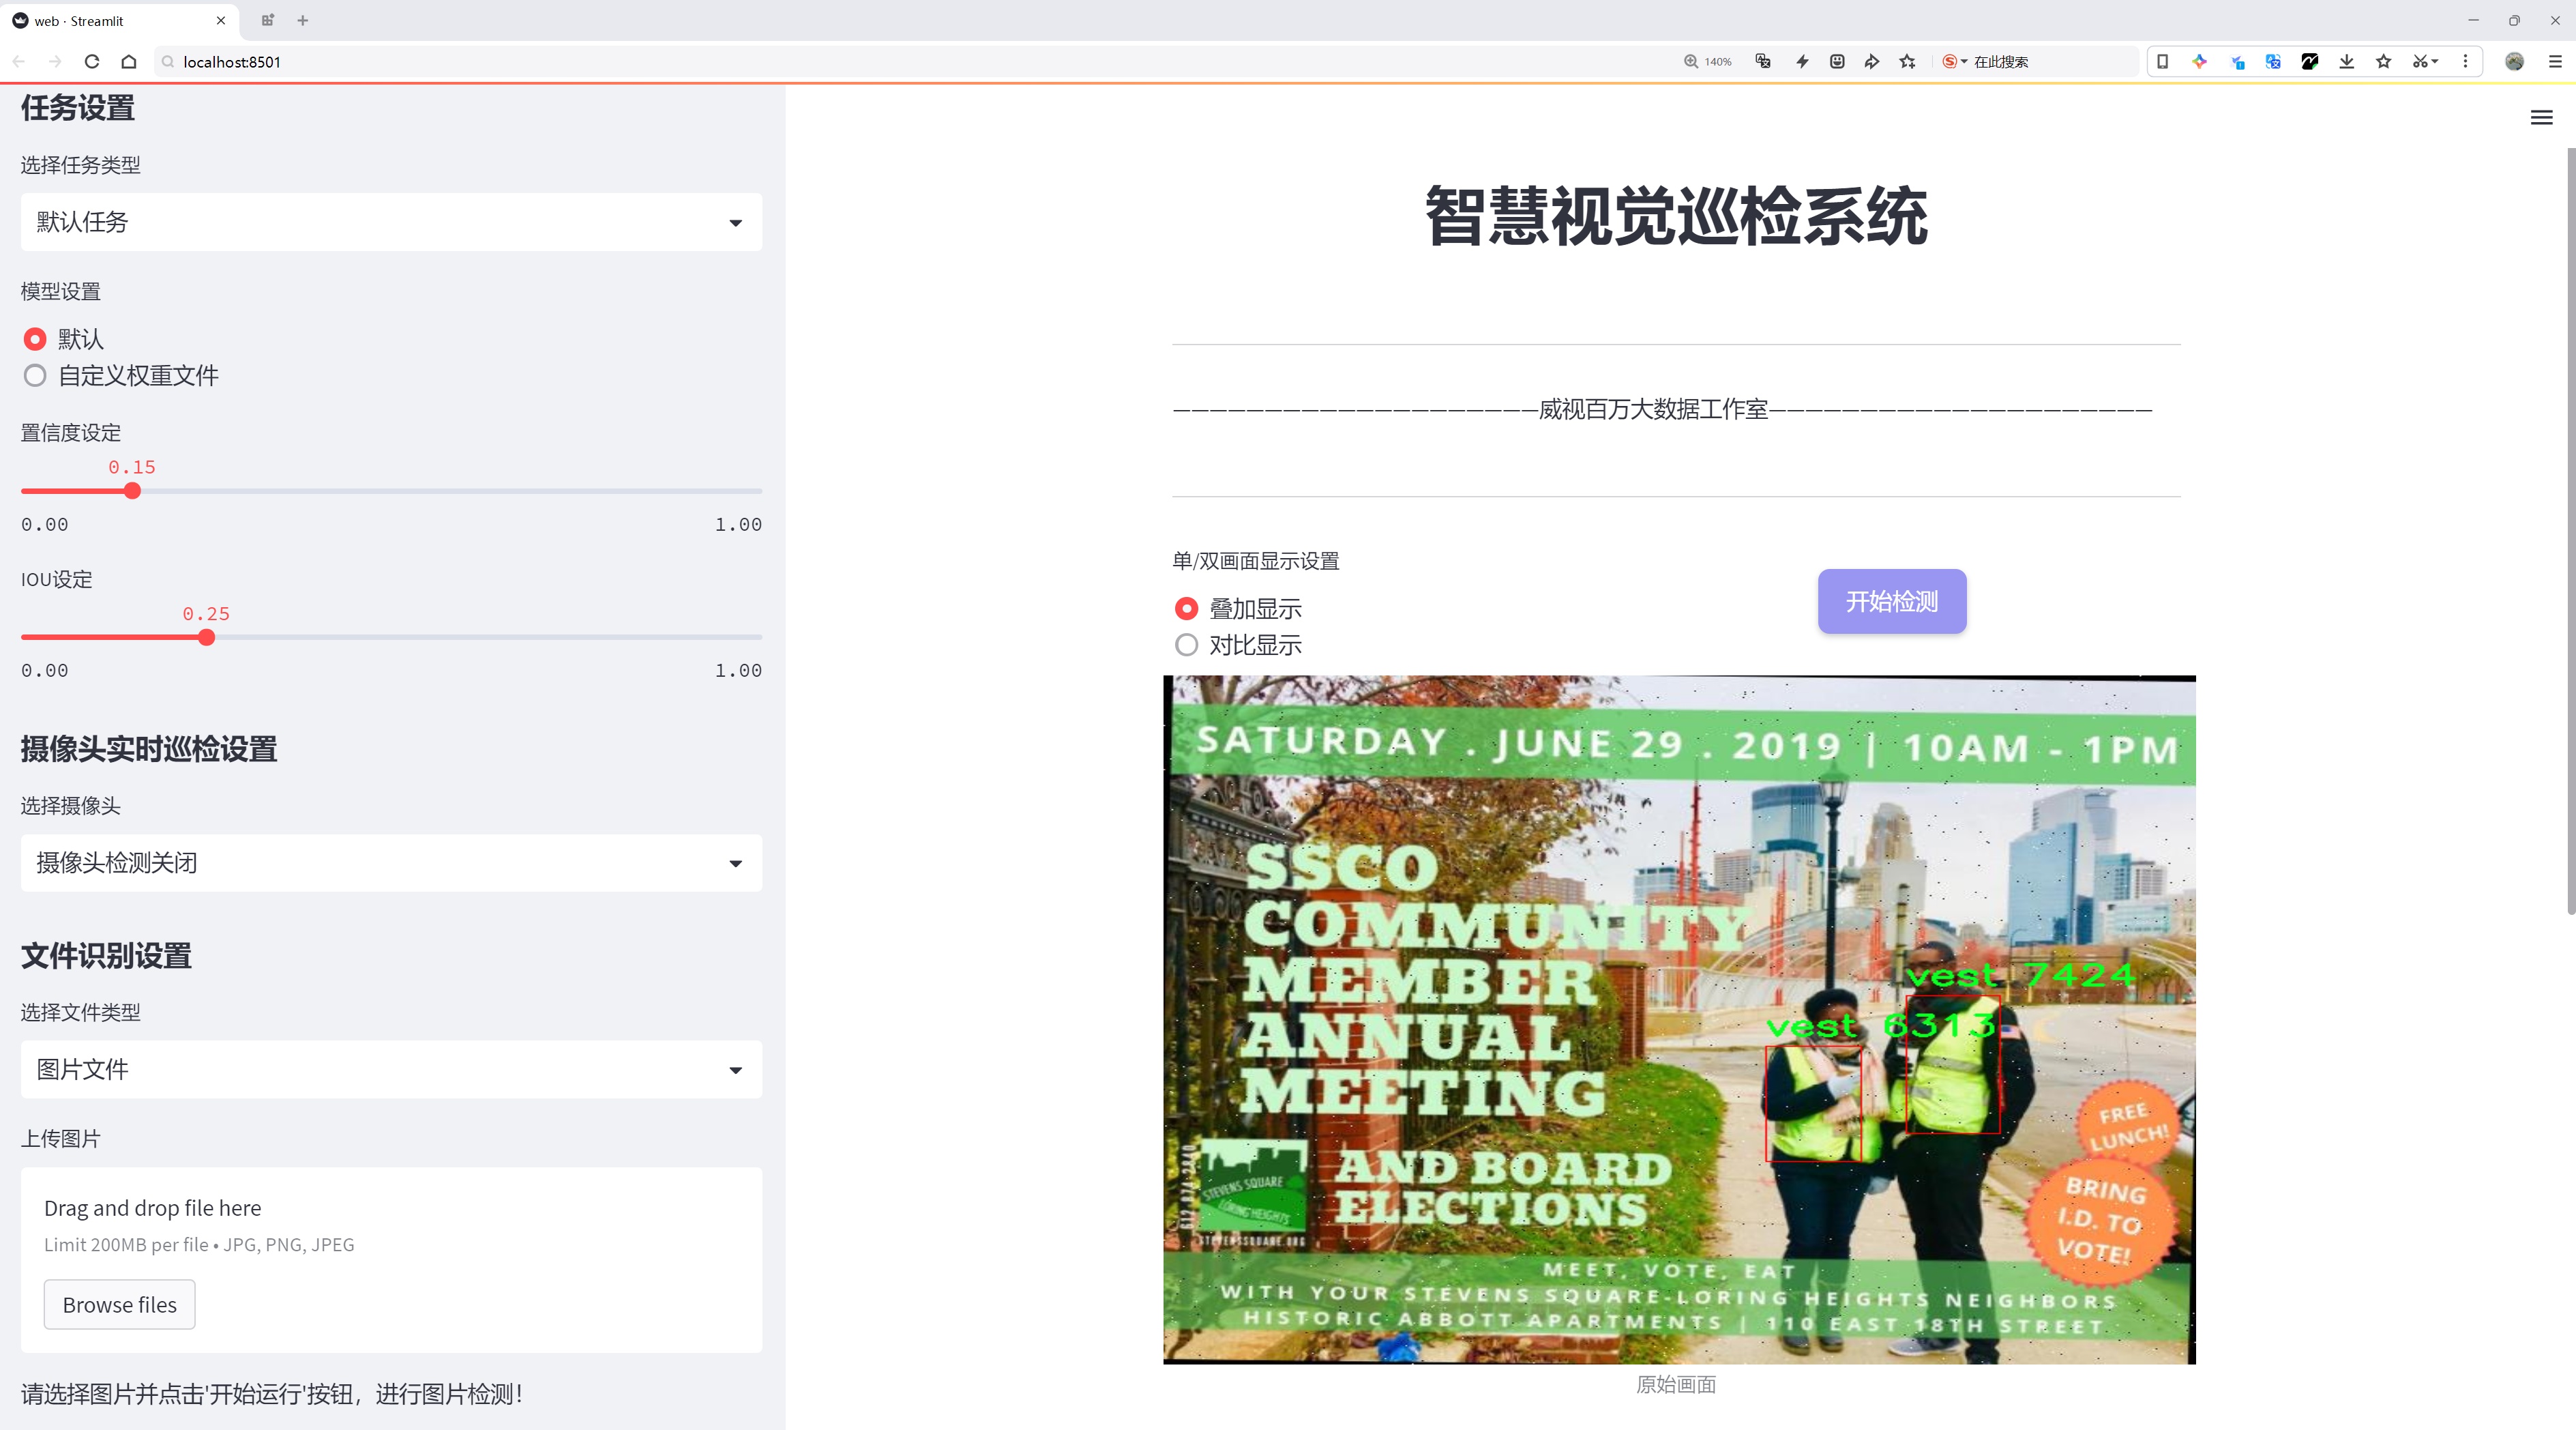 web · Streamlit
localhost:8501
140%
在此搜索
任务设置
选择任务类型
默认任务
模型设置
默认
自定义权重文件
置信度设定
0.15
0.00 1.00
IOU设定
0.25
0.00 1.00
摄像头实时巡检设置
选择摄像头
摄像头检测关闭
文件识别设置
选择文件类型
图片文件
上传图片
Drag and drop file here
Limit 200MB per file • JPG, PNG, JPEG
Browse files
请选择图片并点击'开始运行'按钮，进行图片检测！
智慧视觉巡检系统
————————————————————威视百万大数据工作室—————————————————————
单/双画面显示设置
叠加显示
对比显示
开始检测
SATURDAY . JUNE 29 . 2019 | 10AM - 1PM
SSCO
COMMUNITY
MEMBER
ANNUAL
MEETING
AND BOARD
ELECTIONS
vest 7424
vest 6313
FREE
LUNCH!
BRING
I.D. TO
VOTE!
STEVENS SQUARE
LORING HEIGHTS
STEVENSSQUARE.ORG
MEET, VOTE, EAT
WITH YOUR STEVENS SQUARE-LORING HEIGHTS NEIGHBORS
HISTORIC ABBOTT APARTMENTS | 110 EAST 18TH STREET
原始画面